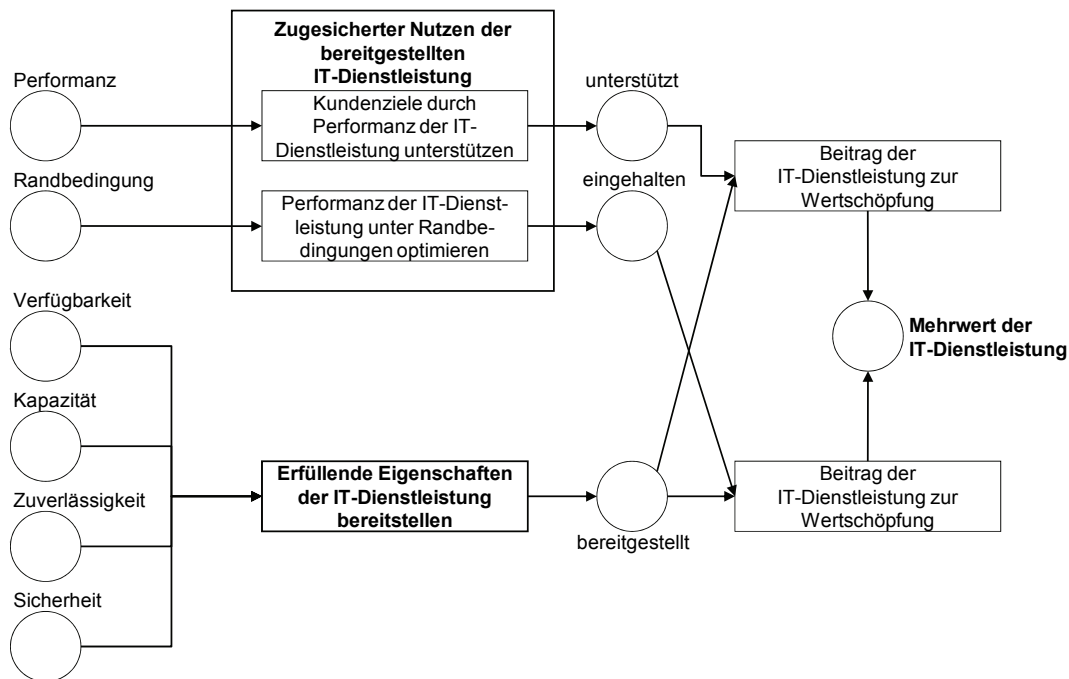 Zugesicherter Nutzen der
bereitgestellten
IT-Dienstleistung
Performanz
Kundenziele durch
Performanz der IT-
Dienstleistung unterstützen
unterstützt
Beitrag der
IT-Dienstleistung zur
Wertschöpfung
Randbedingung
Performanz der IT-Dienst-
leistung unter Randbe-
dingungen optimieren
eingehalten
Verfügbarkeit
Mehrwert der
IT-Dienstleistung
Kapazität
Zuverlässigkeit
Erfüllende Eigenschaften
der IT-Dienstleistung
bereitstellen
bereitgestellt
Beitrag der
IT-Dienstleistung zur
Wertschöpfung
Sicherheit